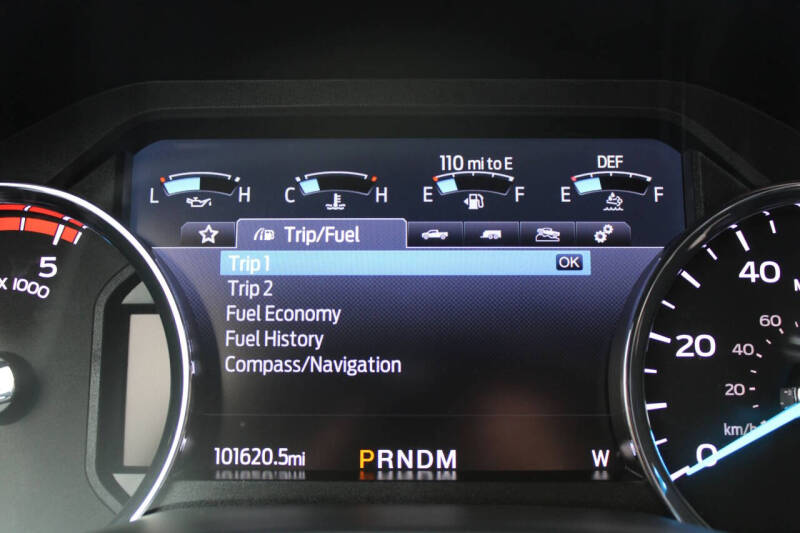 110 mi to E
DEF
L H
C H
E F
E F
Trip/Fuel
Trip 1 OK
Trip 2
Fuel Economy
Fuel History
Compass/Navigation
101620.5mi
PRNDM
W
5
X 1000
40
20
0
60
40
20
km/h